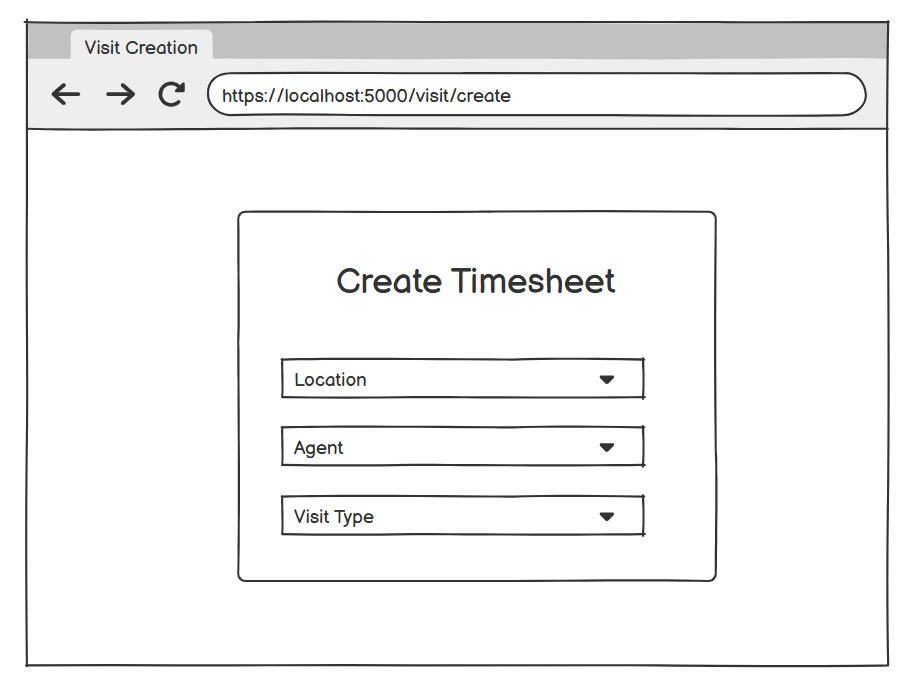 Visit Creation
https://localhost:5000/visit/create
Create Timesheet
Location
Agent
Visit Type